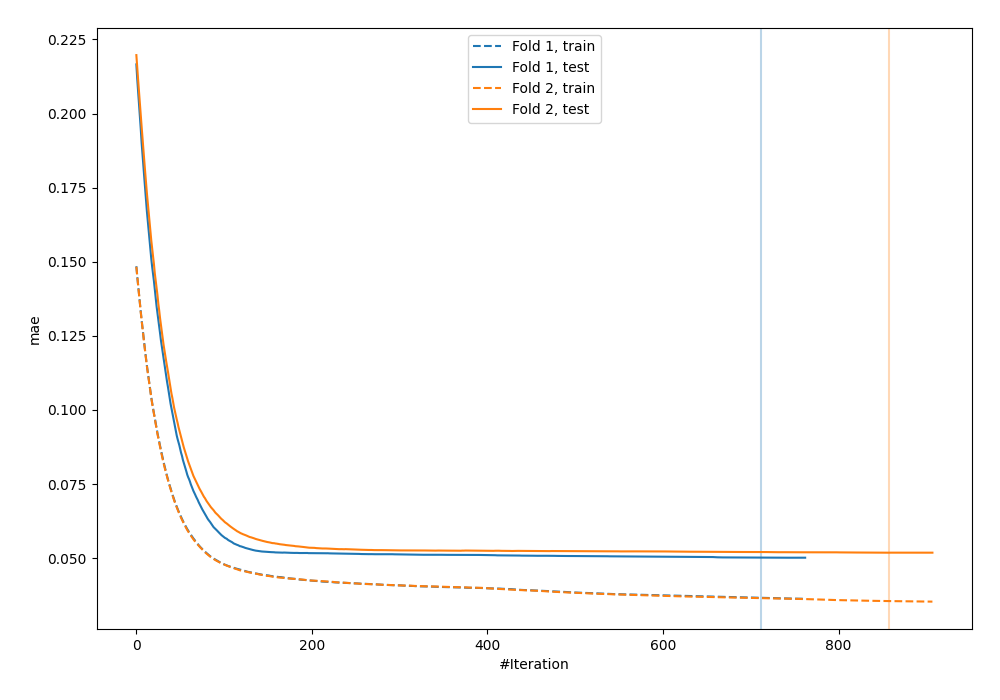 0.225
0.200
0.175
0.150
0.125
0.100
0.075
0.050
mae
Fold 1, train
Fold 1, test
Fold 2, train
Fold 2, test
0 200 400 600 800
#Iteration